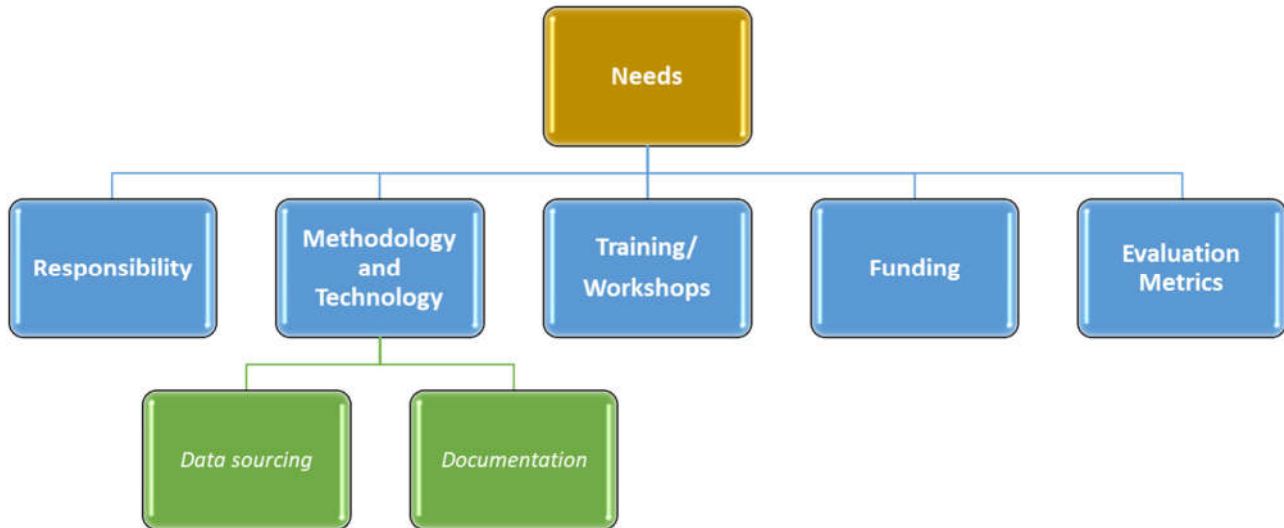 Needs
Responsibility
Methodology
and
Technology
Training/
Workshops
Funding
Evaluation
Metrics
Data sourcing
Documentation